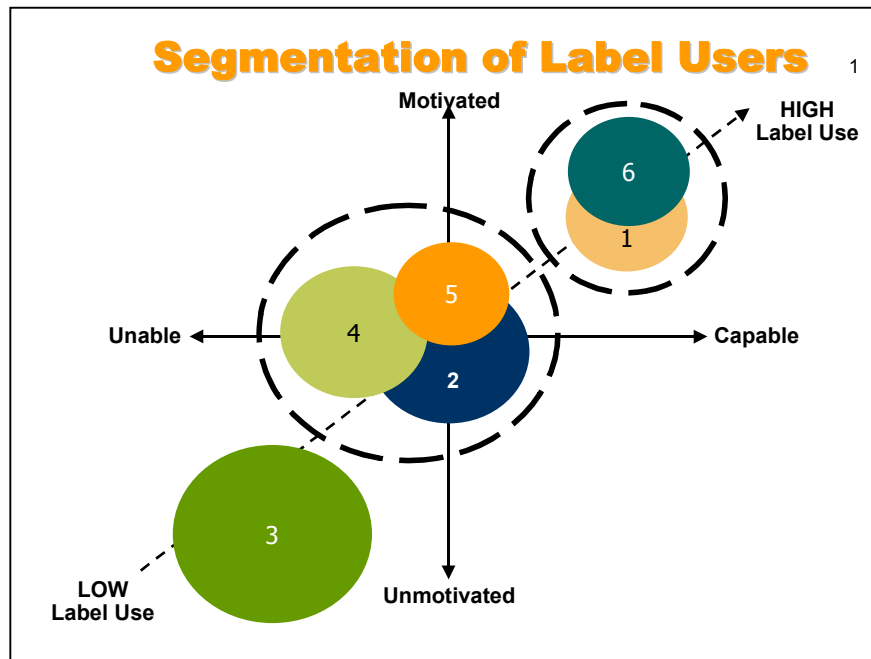 Segmentation of Label Users
1
Motivated
HIGH
Label Use
6
1
5
Unable
4
Capable
2
3
LOW
Label Use
Unmotivated